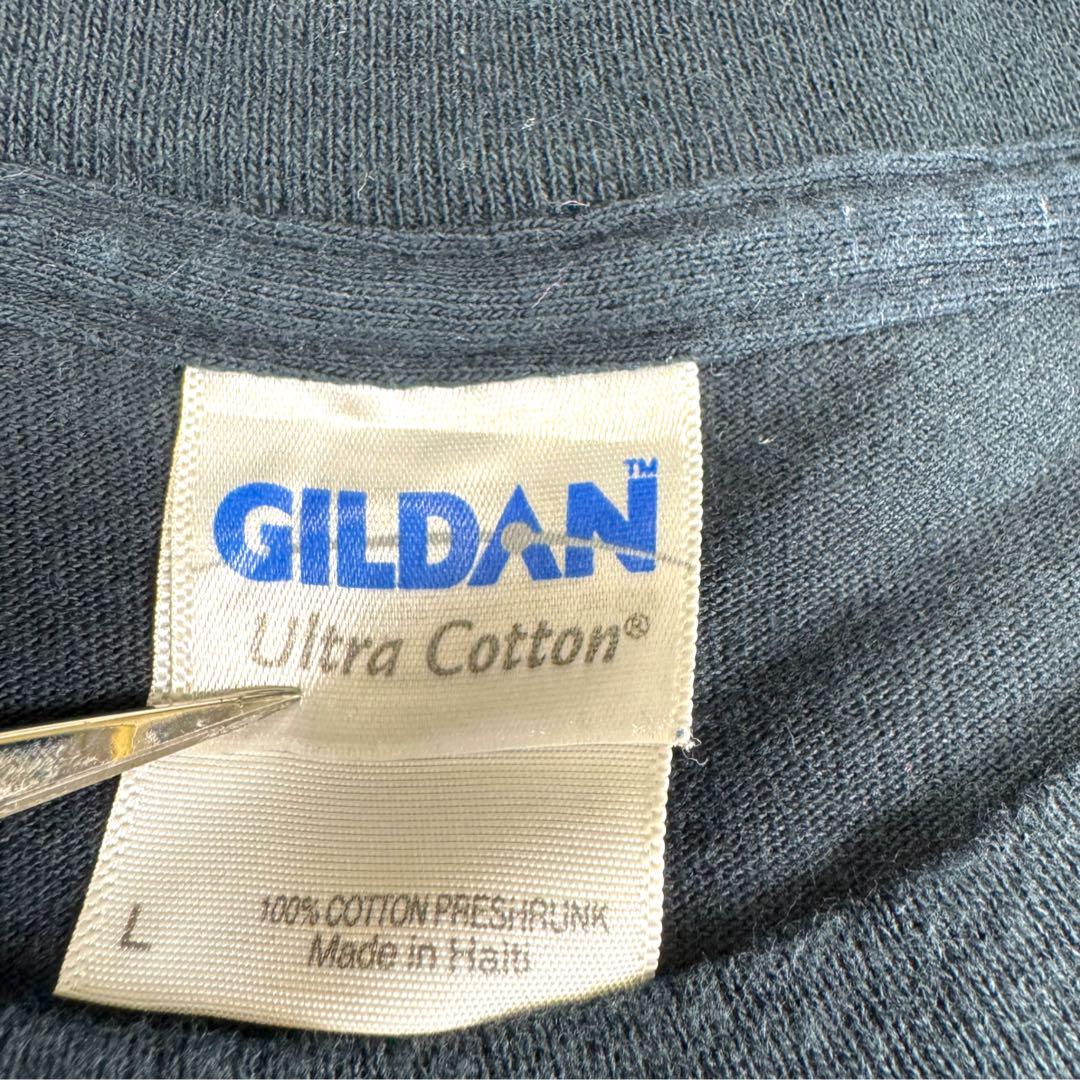 GILDAN™
Ultra Cotton®
100% COTTON PRESHRUNK
L
Made in Haiti